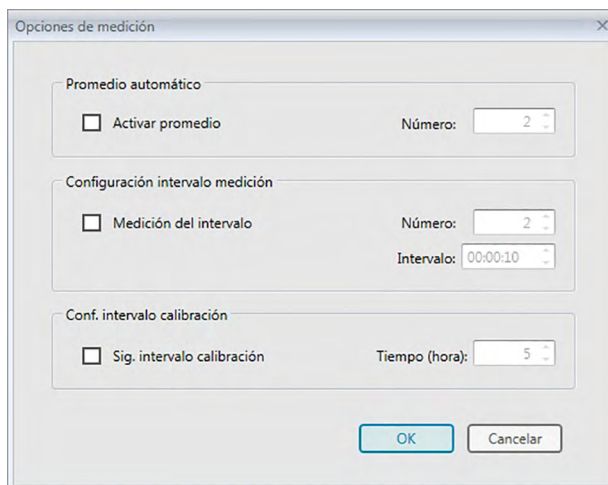 Opciones de medición
Promedio automático
Activar promedio Número: 2
Configuración intervalo medición
Medición del intervalo Número: 2
Intervalo: 00:00:10
Conf. intervalo calibración
Sig. intervalo calibración Tiempo (hora): 5
OK Cancelar